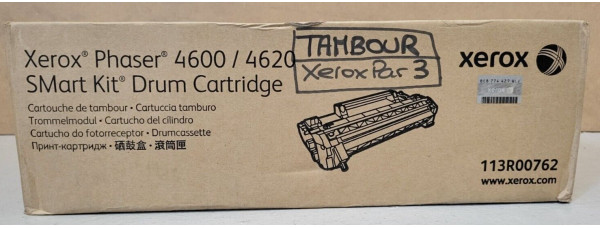 Xerox® Phaser® 4600 / 4620
SMart Kit® Drum Cartridge
Cartouche de tambour • Cartuccia tamburo
Trommelmodul • Cartucho del cilindro
Cartucho do fotorreceptor • Drumcassette
Принт-картридж • 硒鼓盒 • 滾筒匣
TAMBOUR
Xerox Par 3
xerox
113R00762
www.xerox.com